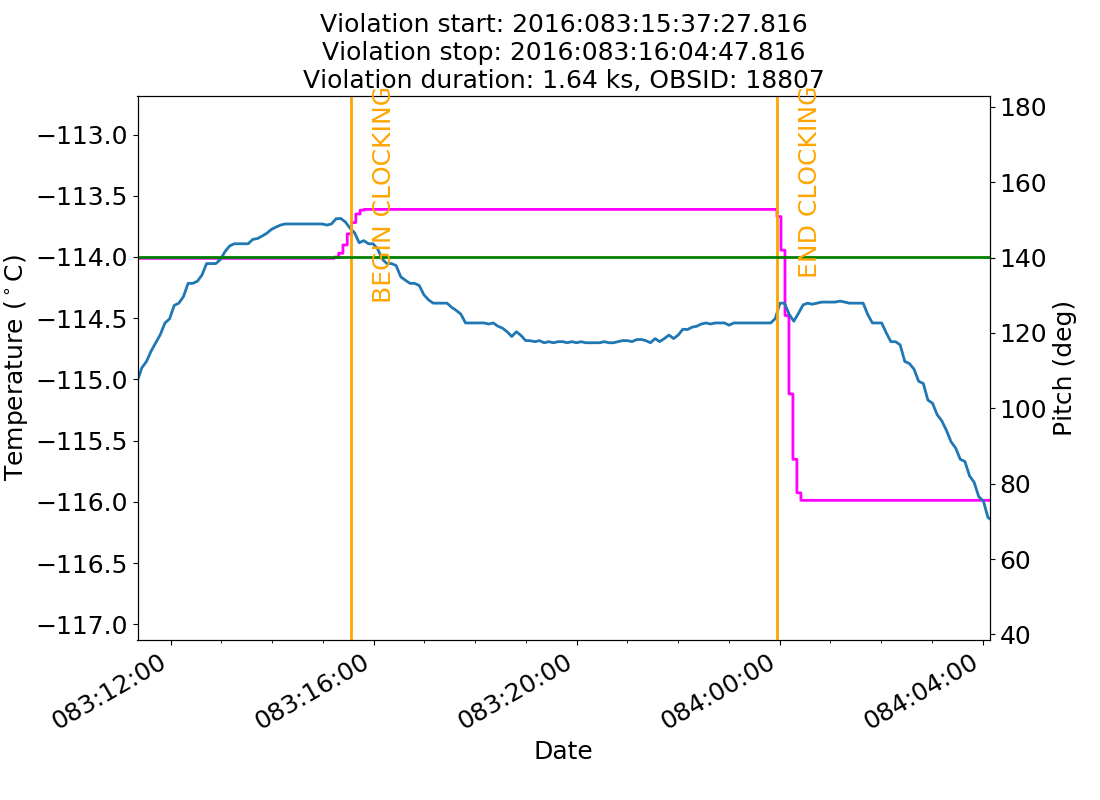 Violation start: 2016:083:15:37:27.816
Violation stop: 2016:083:16:04:47.816
Violation duration: 1.64 ks, OBSID: 18807
BEGIN CLOCKING
END CLOCKING
Temperature (°C)
−113.0
−113.5
−114.0
−114.5
−115.0
−115.5
−116.0
−116.5
−117.0
Pitch (deg)
180
160
140
120
100
80
60
40
083:12:00
083:16:00
083:20:00
084:00:00
084:04:00
Date